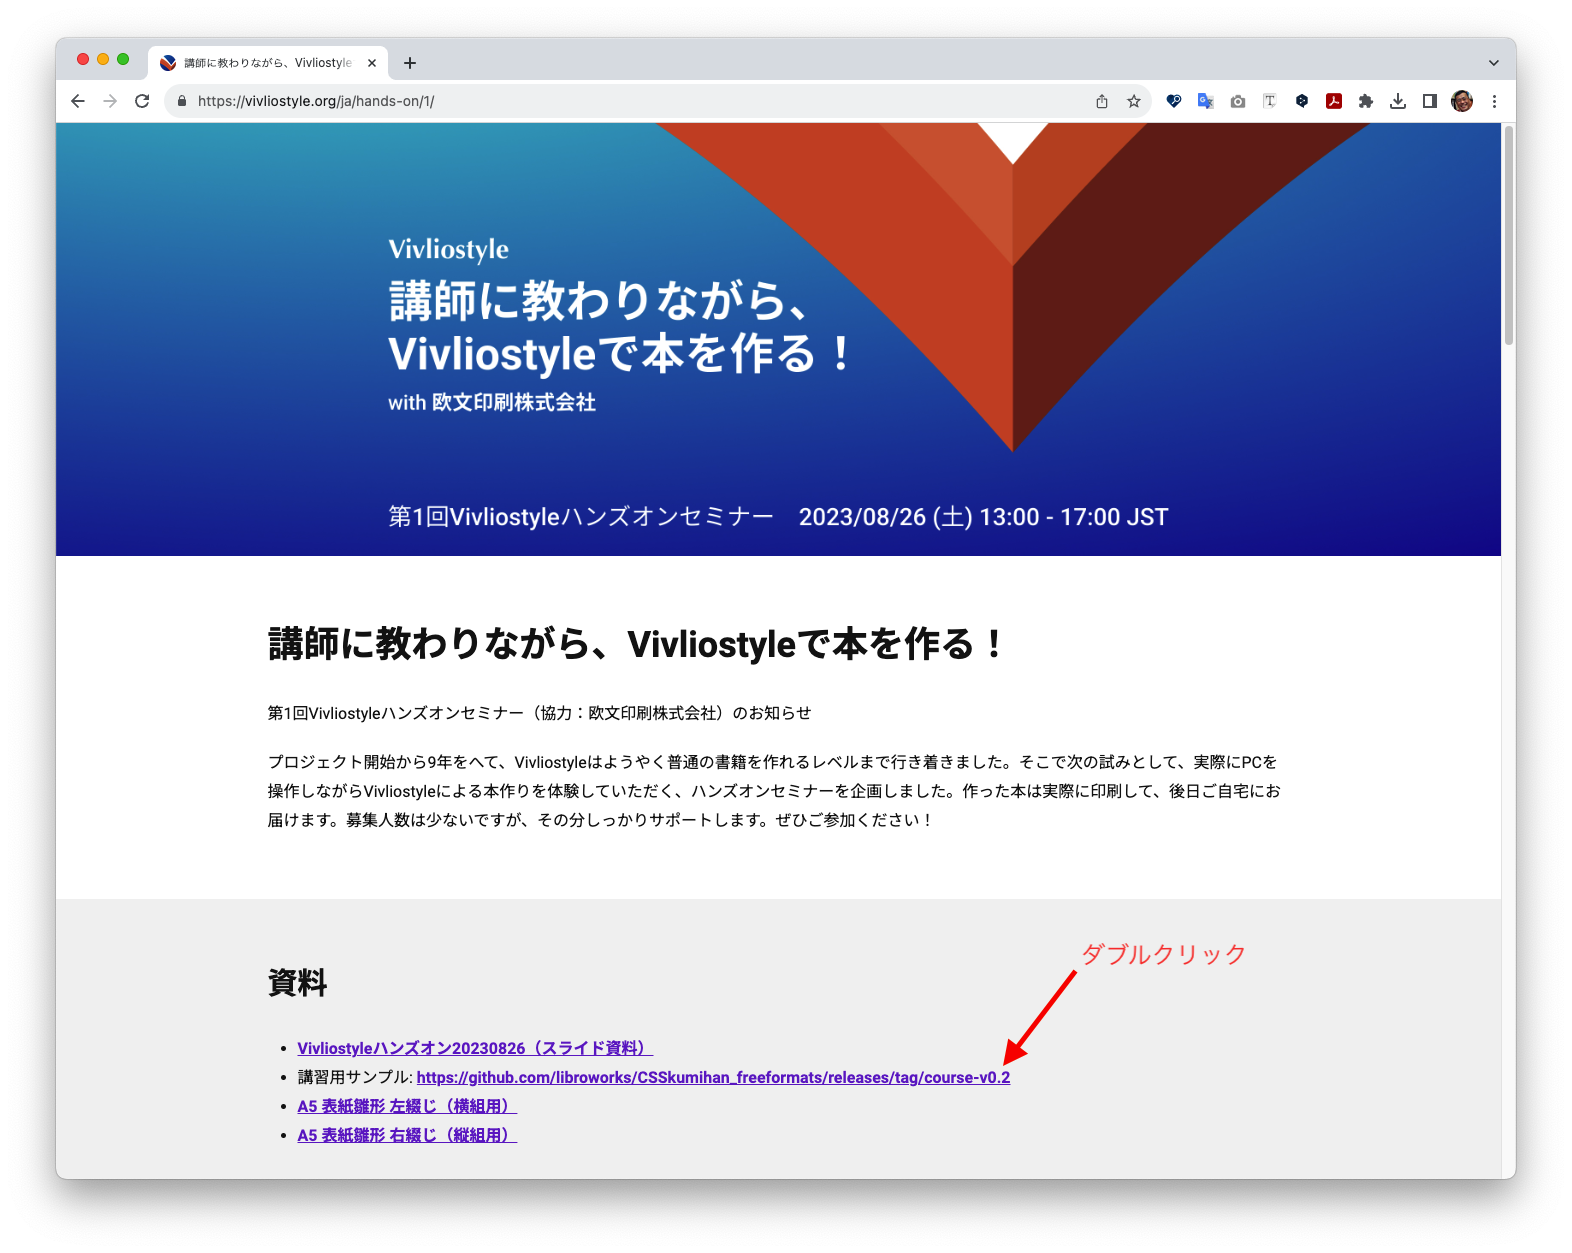 講師に教わりながら、Vivliostyle
https://vivliostyle.org/ja/hands-on/1/
Vivliostyle
講師に教わりながら、
Vivliostyleで本を作る！
with 欧文印刷株式会社
第1回Vivliostyleハンズオンセミナー　2023/08/26 (土) 13:00 - 17:00 JST
講師に教わりながら、Vivliostyleで本を作る！
第1回Vivliostyleハンズオンセミナー（協力：欧文印刷株式会社）のお知らせ
プロジェクト開始から9年をへて、Vivliostyleはようやく普通の書籍を作れるレベルまで行き着きました。そこで次の試みとして、実際にPCを
操作しながらVivliostyleによる本作りを体験していただく、ハンズオンセミナーを企画しました。作った本は実際に印刷して、後日ご自宅にお
届けます。募集人数は少ないですが、その分しっかりサポートします。ぜひご参加ください！
ダブルクリック
資料
Vivliostyleハンズオン20230826（スライド資料）
講習用サンプル: https://github.com/libroworks/CSSkumihan_freeformats/releases/tag/course-v0.2
A5 表紙雛形 左綴じ（横組用）
A5 表紙雛形 右綴じ（縦組用）